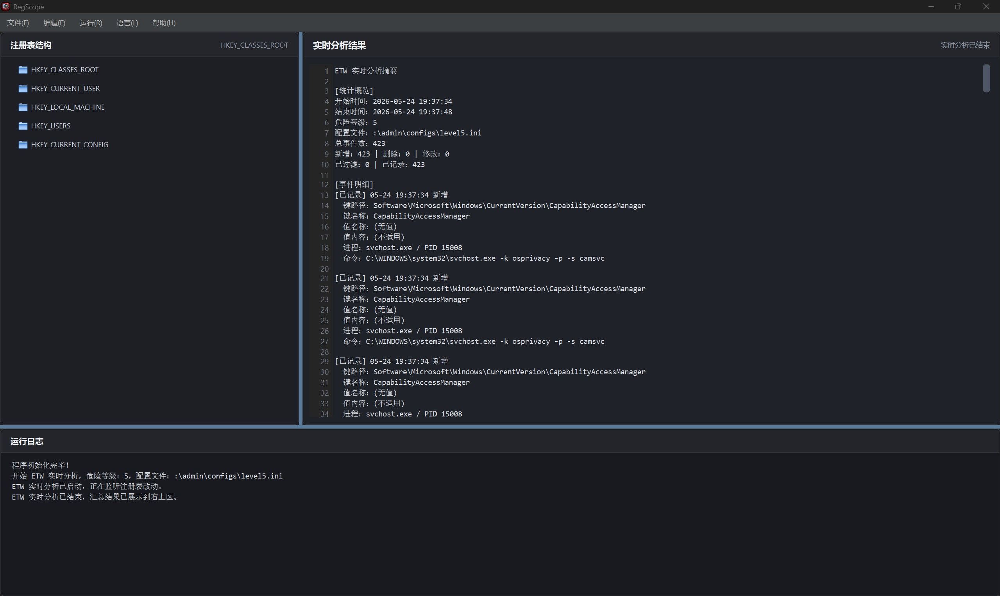 RegScope
文件(F) 编辑(E) 运行(R) 语言(L) 帮助(H)
注册表结构 HKEY_CLASSES_ROOT
HKEY_CLASSES_ROOT
HKEY_CURRENT_USER
HKEY_LOCAL_MACHINE
HKEY_USERS
HKEY_CURRENT_CONFIG
实时分析结果 实时分析已结束
1 ETW 实时分析摘要
2
3 [统计概览]
4 开始时间: 2026-05-24 19:37:34
5 结束时间: 2026-05-24 19:37:48
6 危险等级: 5
7 配置文件: :\admin\configs\level5.ini
8 总事件数: 423
9 新增: 423 | 删除: 0 | 修改: 0
10 已过滤: 0 | 已记录: 423
11
12 [事件明细]
13 [已记录] 05-24 19:37:34 新增
14 键路径: Software\Microsoft\Windows\CurrentVersion\CapabilityAccessManager
15 键名称: CapabilityAccessManager
16 值名称: (无值)
17 值内容: (不适用)
18 进程: svchost.exe / PID 15008
19 命令: C:\WINDOWS\system32\svchost.exe -k osprivacy -p -s camsvc
20
21 [已记录] 05-24 19:37:34 新增
22 键路径: Software\Microsoft\Windows\CurrentVersion\CapabilityAccessManager
23 键名称: CapabilityAccessManager
24 值名称: (无值)
25 值内容: (不适用)
26 进程: svchost.exe / PID 15008
27 命令: C:\WINDOWS\system32\svchost.exe -k osprivacy -p -s camsvc
28
29 [已记录] 05-24 19:37:34 新增
30 键路径: Software\Microsoft\Windows\CurrentVersion\CapabilityAccessManager
31 键名称: CapabilityAccessManager
32 值名称: (无值)
33 值内容: (不适用)
34 进程: svchost.exe / PID 15008
运行日志
程序初始化完毕!
开始 ETW 实时分析, 危险等级: 5, 配置文件: :\admin\configs\level5.ini
ETW 实时分析已启动, 正在监听注册表改动。
ETW 实时分析已结束, 汇总结果已展示到右上区。